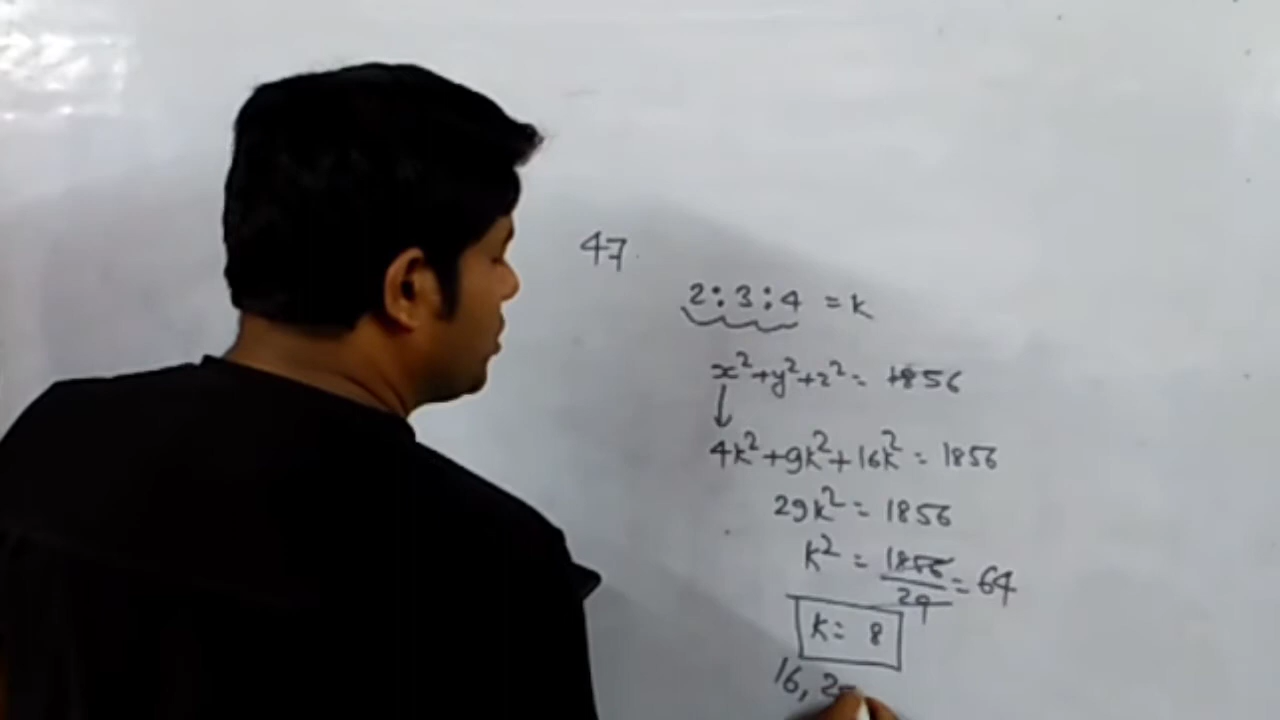 47.
2:3:4 = k
x²+y²+z² = 1856
↓
4k²+9k²+16k² = 1856
29k² = 1856
k² = 1856/29 = 64
k = 8
16, 2